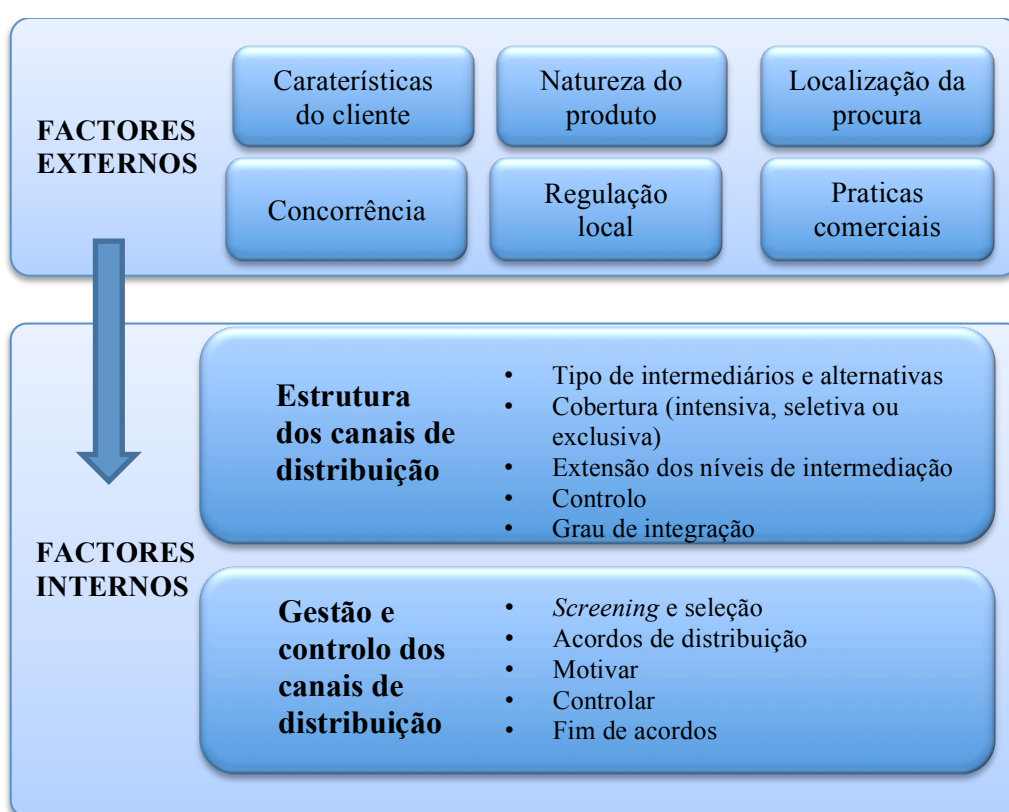 FACTORES
EXTERNOS
Caraterísticas
do cliente
Natureza do
produto
Localização da
procura
Concorrência
Regulação
local
Praticas
comerciais
FACTORES
INTERNOS
Estrutura
dos canais de
distribuição
• Tipo de intermediários e alternativas
• Cobertura (intensiva, seletiva ou
exclusiva)
• Extensão dos níveis de intermediação
• Controlo
• Grau de integração
Gestão e
controlo dos
canais de
distribuição
• Screening e seleção
• Acordos de distribuição
• Motivar
• Controlar
• Fim de acordos